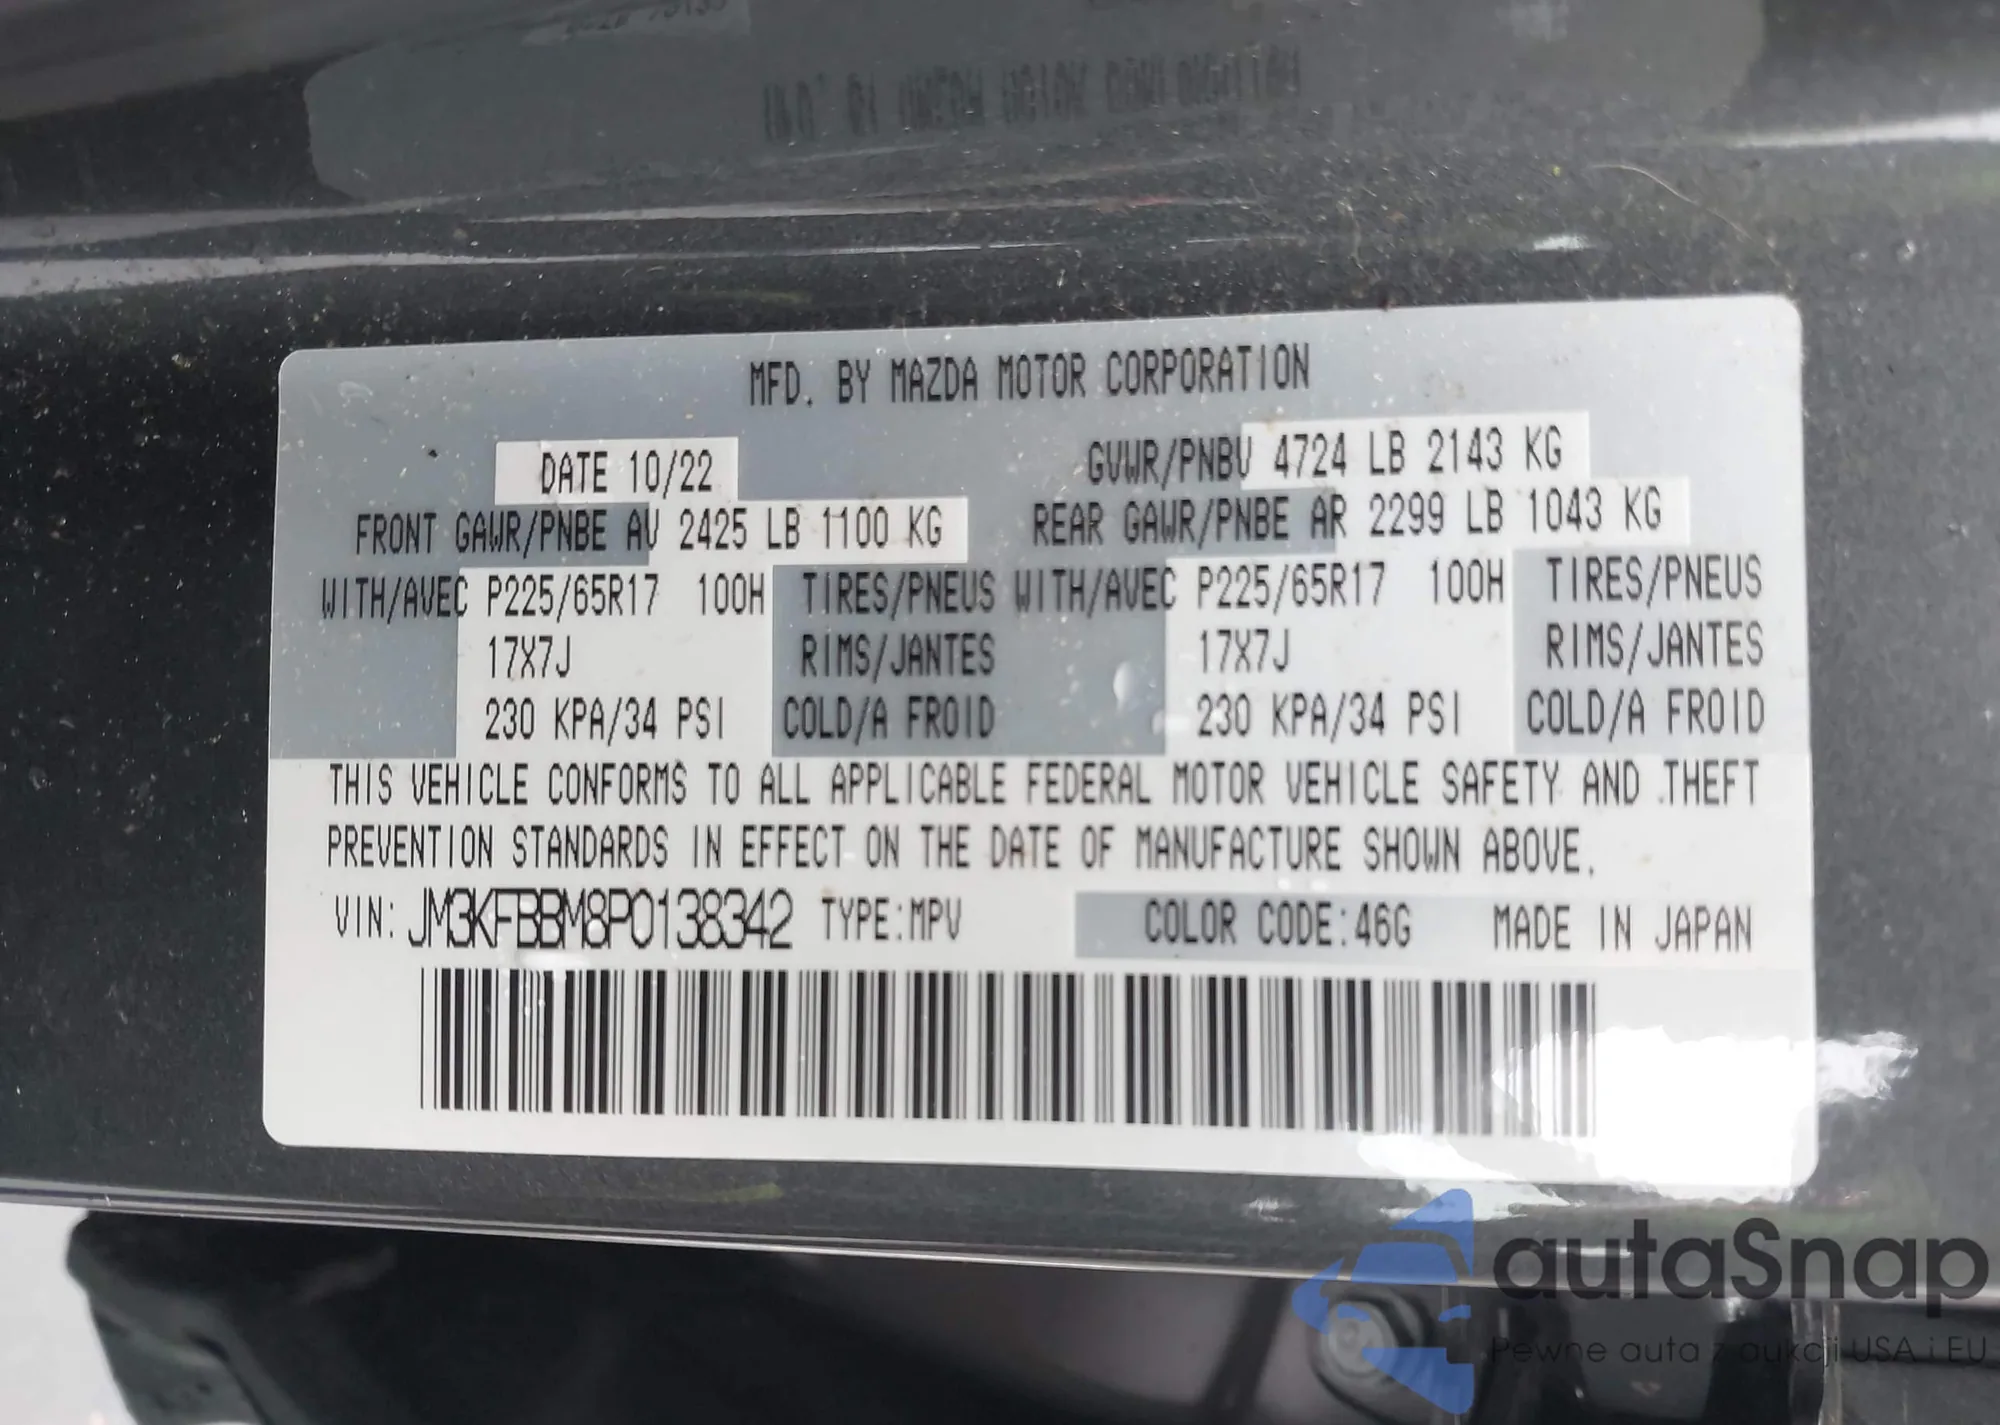 MFD. BY MAZDA MOTOR CORPORATION
DATE 10/22 GVWR/PNBV 4724 LB 2143 KG
FRONT GAWR/PNBE AV 2425 LB 1100 KG REAR GAWR/PNBE AR 2299 LB 1043 KG
WITH/AVEC P225/65R17 100H TIRES/PNEUS WITH/AVEC P225/65R17 100H TIRES/PNEUS
17X7J RIMS/JANTES 17X7J RIMS/JANTES
230 KPA/34 PSI COLD/A FROID 230 KPA/34 PSI COLD/A FROID
THIS VEHICLE CONFORMS TO ALL APPLICABLE FEDERAL MOTOR VEHICLE SAFETY AND THEFT
PREVENTION STANDARDS IN EFFECT ON THE DATE OF MANUFACTURE SHOWN ABOVE.
VIN: JM3KFBBM8P0138342 TYPE:MPV COLOR CODE:46G MADE IN JAPAN
autaSnap
Pewne auta z aukcji USA i EU